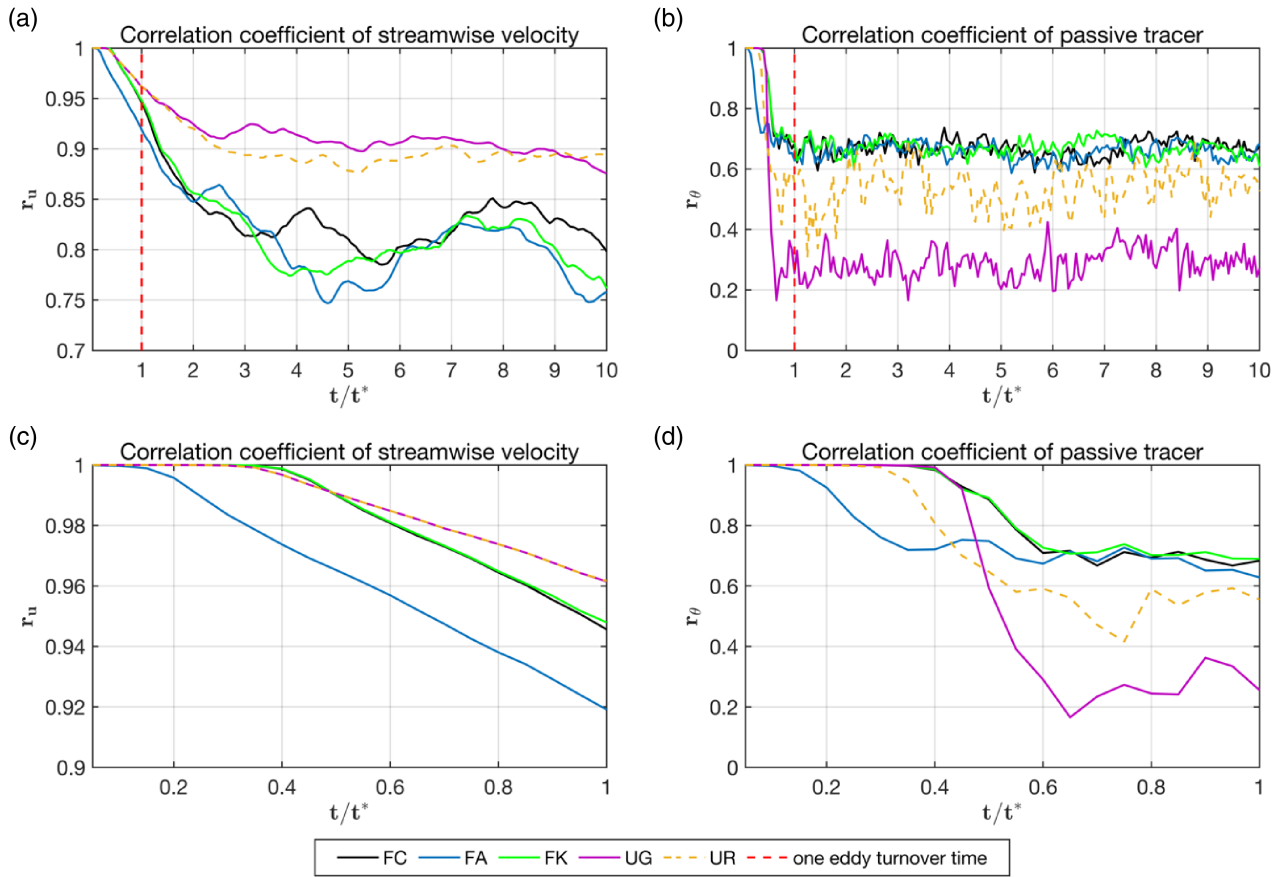 (a)
Correlation coefficient of streamwise velocity
1
0.95
0.9
0.85
0.8
0.75
0.7
r_u
1 2 3 4 5 6 7 8 9 10
t/t*
(b)
Correlation coefficient of passive tracer
1
0.8
0.6
0.4
0.2
0
r_θ
1 2 3 4 5 6 7 8 9 10
t/t*
(c)
Correlation coefficient of streamwise velocity
1
0.98
0.96
0.94
0.92
0.9
r_u
0.2 0.4 0.6 0.8 1
t/t*
(d)
Correlation coefficient of passive tracer
1
0.8
0.6
0.4
0.2
0
r_θ
0.2 0.4 0.6 0.8 1
t/t*
FC FA FK UG UR one eddy turnover time